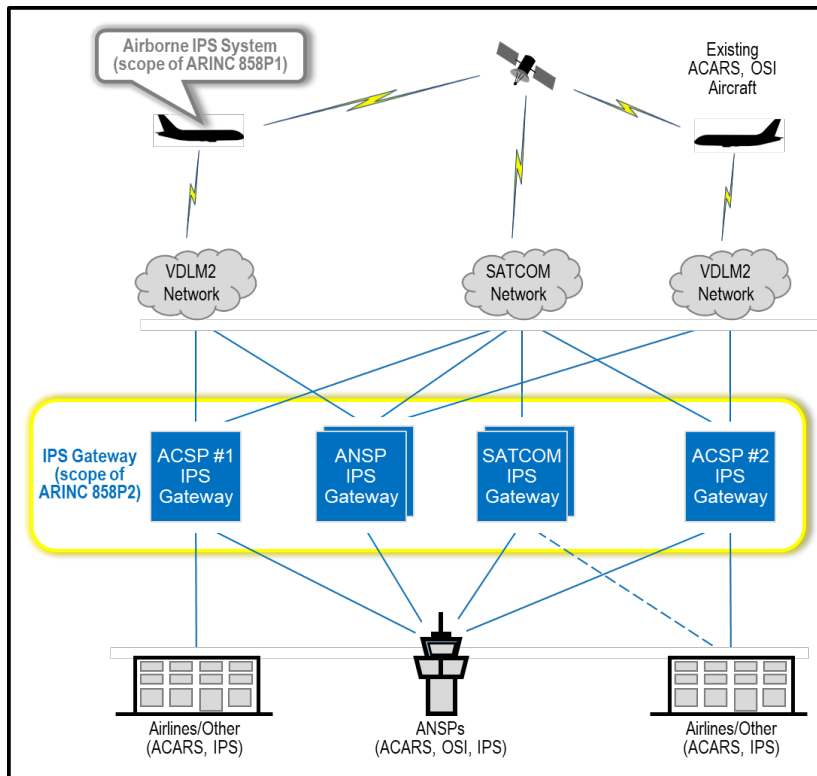 Airborne IPS System
(scope of ARINC 858P1)
Existing
ACARS, OSI
Aircraft
VDLM2
Network
SATCOM
Network
VDLM2
Network
IPS Gateway
(scope of
ARINC 858P2)
ACSP #1
IPS
Gateway
ANSP
IPS
Gateway
SATCOM
IPS
Gateway
ACSP #2
IPS
Gateway
Airlines/Other
(ACARS, IPS)
ANSPs
(ACARS, OSI, IPS)
Airlines/Other
(ACARS, IPS)